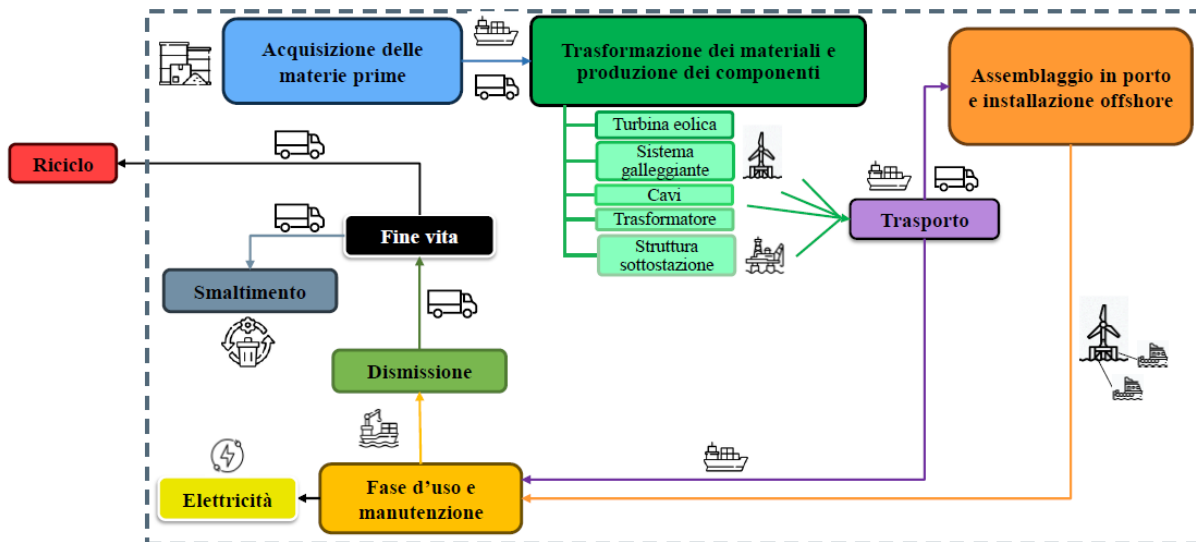 Acquisizione delle
materie prime
Trasformazione dei materiali e
produzione dei componenti
Assemblaggio in porto
e installazione offshore
Turbina eolica
Sistema
galleggiante
Cavi
Trasformatore
Struttura
sottostazione
Trasporto
Riciclo
Fine vita
Smaltimento
Dismissione
Elettricità
Fase d’uso e
manutenzione